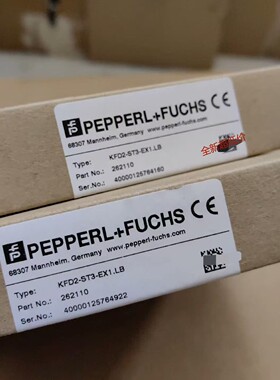 PEPPERL+FUCHS CE
68307 Mannheim, Germany www.pepperl-fuchs.com
Type: KFD2-ST3-EX1.LB
Part No.: 262110
Ser.No.: 40000125764160
全新
PEPPERL+FUCHS CE
68307 Mannheim, Germany www.pepperl-fuchs.com
Type: KFD2-ST3-EX1.LB
Part No.: 262110
Ser.No.: 40000125764922